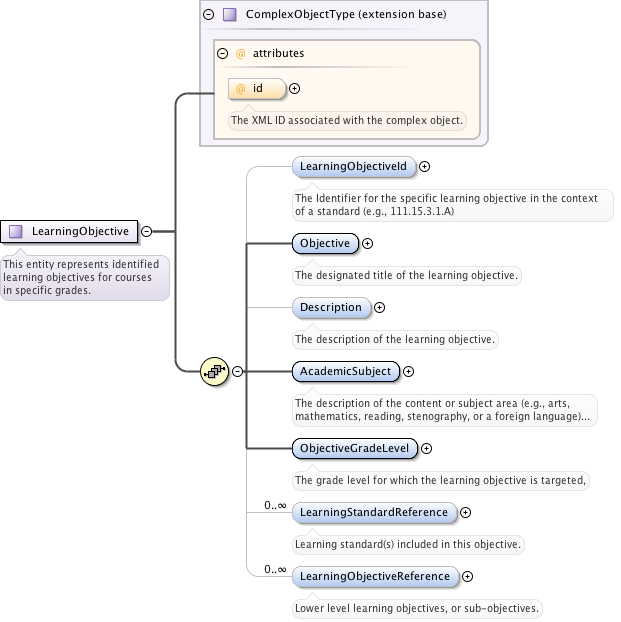 ComplexObjectType (extension base)
@ attributes
@ id
The XML ID associated with the complex object.
LearningObjectiveId
The Identifier for the specific learning objective in the context
of a standard (e.g., 111.15.3.1.A)
LearningObjective
This entity represents identified
learning objectives for courses
in specific grades.
Objective
The designated title of the learning objective.
Description
The description of the learning objective.
AcademicSubject
The description of the content or subject area (e.g., arts,
mathematics, reading, stenography, or a foreign language)...
ObjectiveGradeLevel
The grade level for which the learning objective is targeted,
0..∞
LearningStandardReference
Learning standard(s) included in this objective.
0..∞
LearningObjectiveReference
Lower level learning objectives, or sub-objectives.